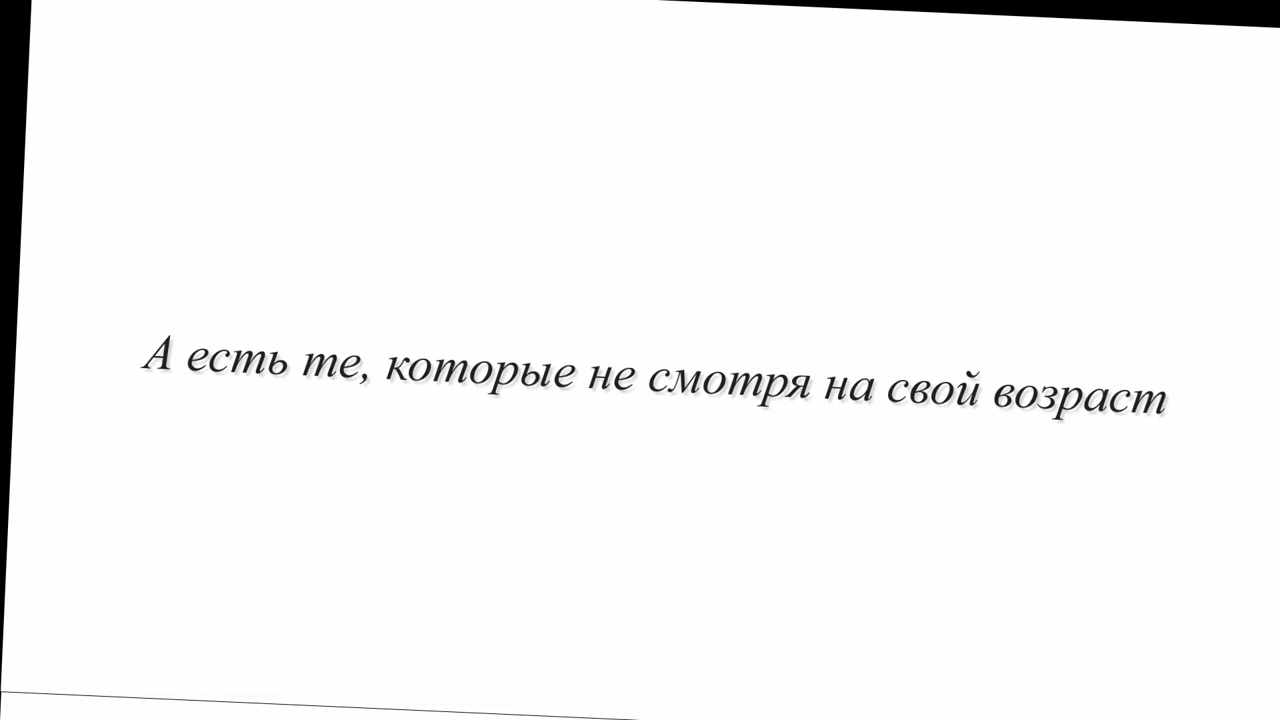 А есть те, которые не смотря на свой возраст